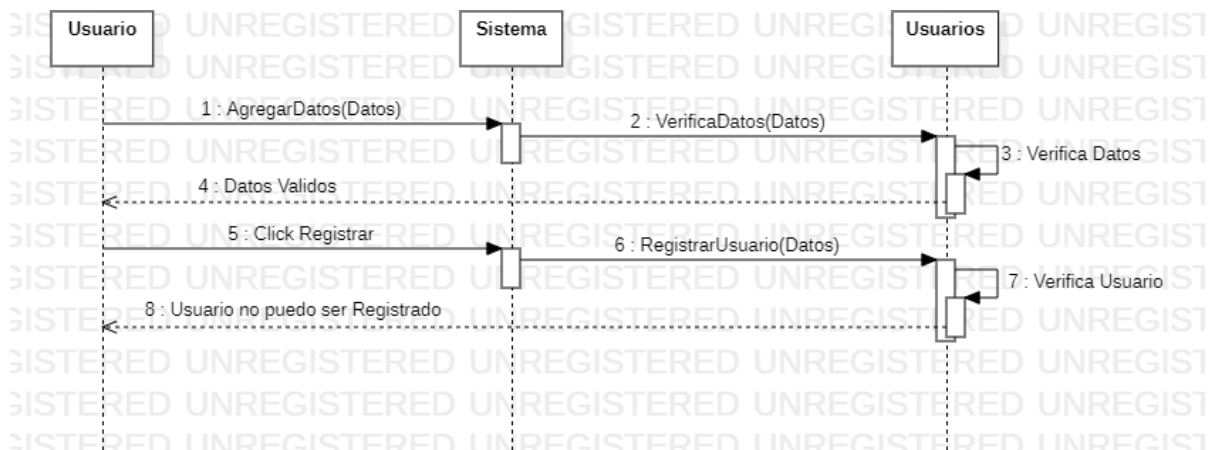 Usuario
Sistema
Usuarios
1 : AgregarDatos(Datos)
2 : VerificaDatos(Datos)
3 : Verifica Datos
4 : Datos Validos
5 : Click Registrar
6 : RegistrarUsuario(Datos)
7 : Verifica Usuario
8 : Usuario no puedo ser Registrado
UNREGISTERED